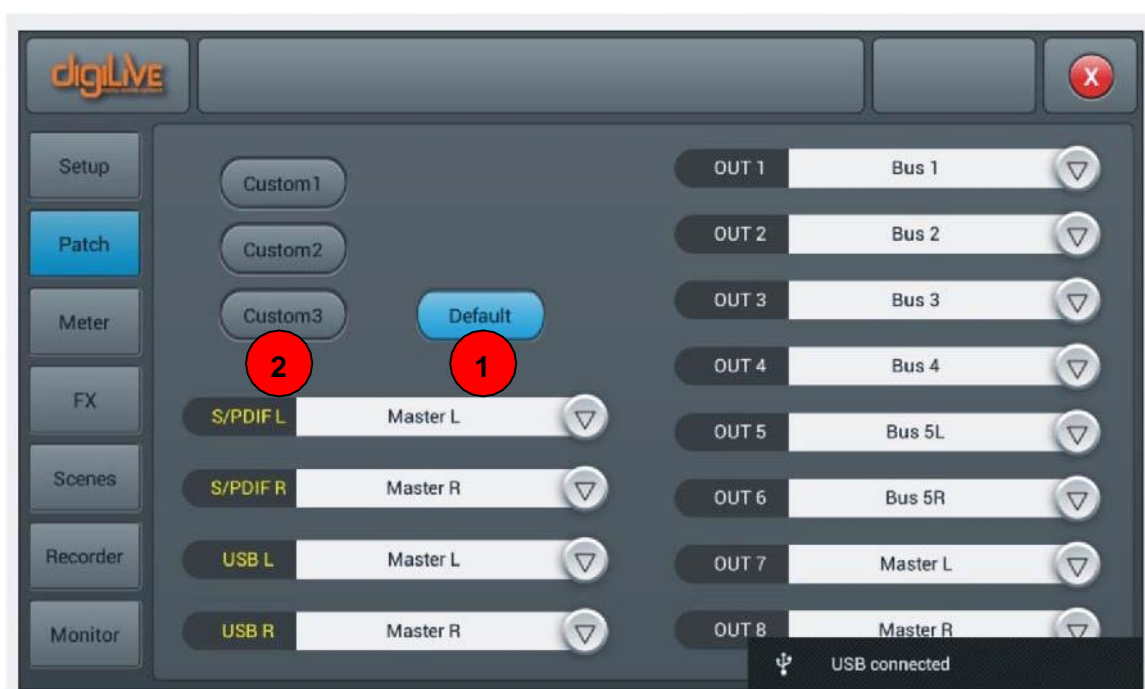 digiLiVE
X
Setup
Patch
Meter
FX
Scenes
Recorder
Monitor
Custom1
Custom2
Custom3
Default
2
1
S/PDIF L Master L
S/PDIF R Master R
USB L Master L
USB R Master R
OUT 1 Bus 1
OUT 2 Bus 2
OUT 3 Bus 3
OUT 4 Bus 4
OUT 5 Bus 5L
OUT 6 Bus 5R
OUT 7 Master L
OUT 8 Master R
USB connected